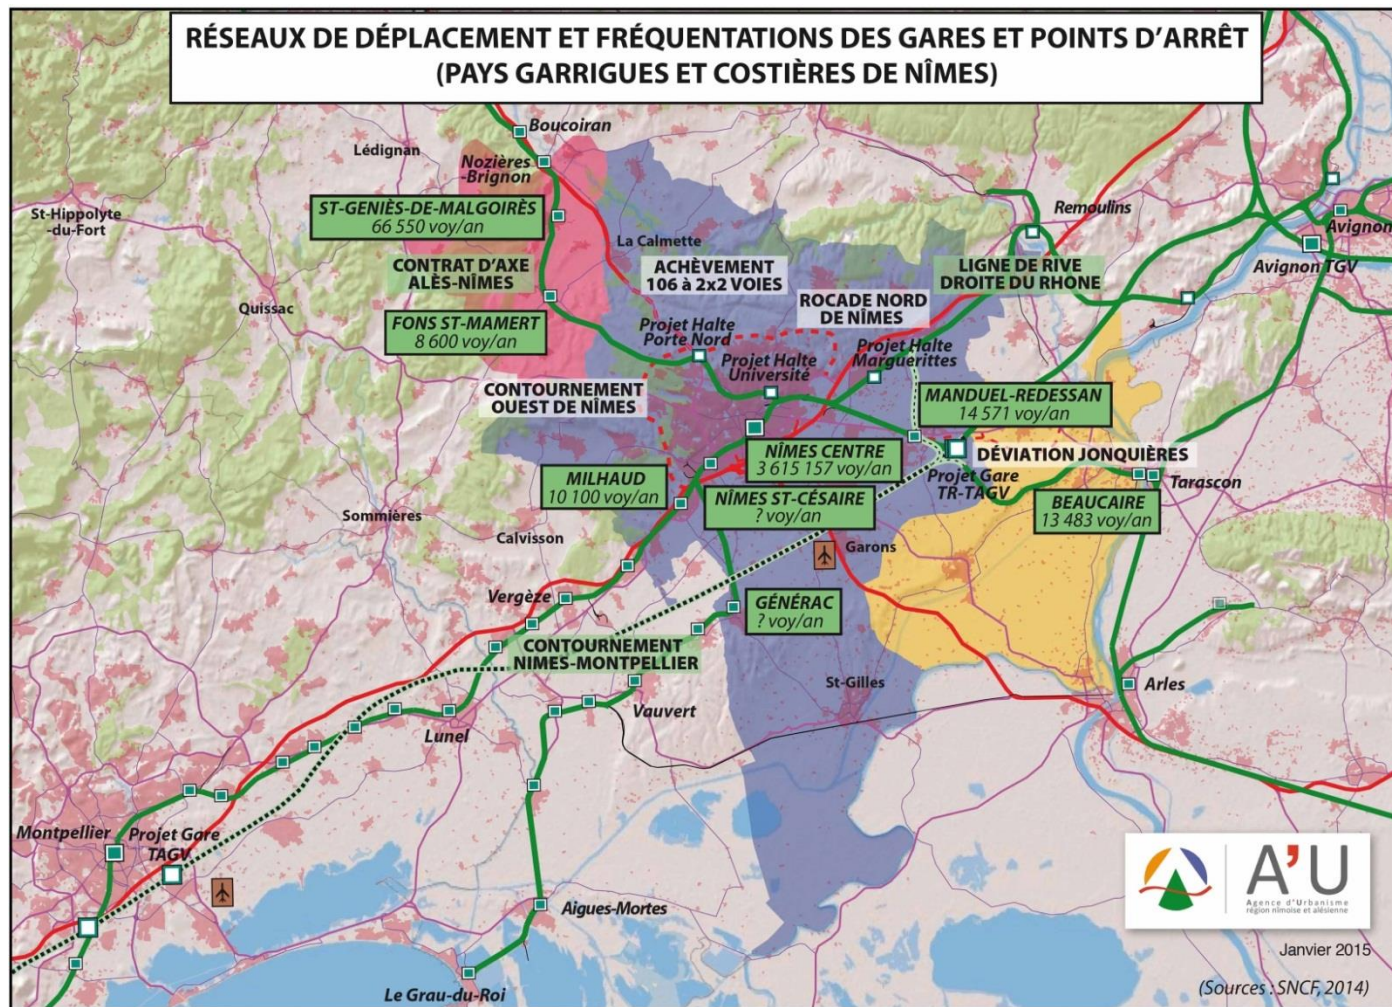 RÉSEAUX DE DÉPLACEMENT ET FRÉQUENTATIONS DES GARES ET POINTS D'ARRÊT
(PAYS GARRIGUES ET COSTIÈRES DE NÎMES)
Boucoiran
Lédignan
Nozières
-Brignon
ST-GENIÈS-DE-MALGOIRÈS
66 550 voy/an
St-Hippolyte
-du-Fort
Remoulins
Avignon
La Calmette
Avignon TGV
CONTRAT D'AXE
ALÈS-NÎMES
ACHÈVEMENT
106 à 2x2 VOIES
LIGNE DE RIVE
DROITE DU RHÔNE
Quissac
ROCADE NORD
DE NÎMES
FONS ST-MAMERT
8 600 voy/an
Projet Halte
Porte Nord
Projet Halte
Université
Projet Halte
Marguerittes
CONTOURNEMENT
OUEST DE NÎMES
MANDUEL-REDESSAN
14 571 voy/an
NÎMES CENTRE
3 615 157 voy/an
DÉVIATION JONQUIÈRES
MILHAUD
10 100 voy/an
Projet Gare
TR-TAGV
Tarascon
NÎMES ST-CÉSAIRE
? voy/an
BEAUCAIRE
13 483 voy/an
Sommières
Calvisson
Garons
Vergèze
GÉNÉRAC
? voy/an
CONTOURNEMENT
NIMES-MONTPELLIER
St-Gilles
Arles
Vauvert
Lunel
Montpellier
Projet Gare
TAGV
Aigues-Mortes
Le Grau-du-Roi
A'U
Agence d'Urbanisme
région nîmoise et alésienne
Janvier 2015
(Sources : SNCF, 2014)